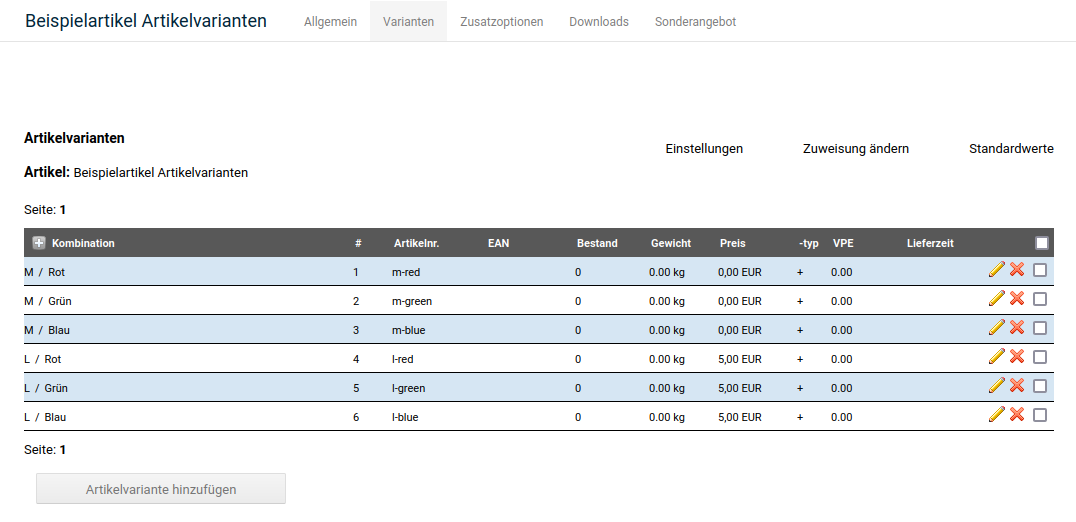 Beispielartikel Artikelvarianten Allgemein Varianten Zusatzoptionen Downloads Sonderangebot
Artikelvarianten
Einstellungen Zuweisung ändern Standardwerte
Artikel: Beispielartikel Artikelvarianten
Seite: 1
Kombination # Artikelnr. EAN Bestand Gewicht Preis -typ VPE Lieferzeit
M / Rot 1 m-red 0 0.00 kg 0,00 EUR + 0.00
M / Grün 2 m-green 0 0.00 kg 0,00 EUR + 0.00
M / Blau 3 m-blue 0 0.00 kg 0,00 EUR + 0.00
L / Rot 4 l-red 0 0.00 kg 5,00 EUR + 0.00
L / Grün 5 l-green 0 0.00 kg 5,00 EUR + 0.00
L / Blau 6 l-blue 0 0.00 kg 5,00 EUR + 0.00
Seite: 1
Artikelvariante hinzufügen